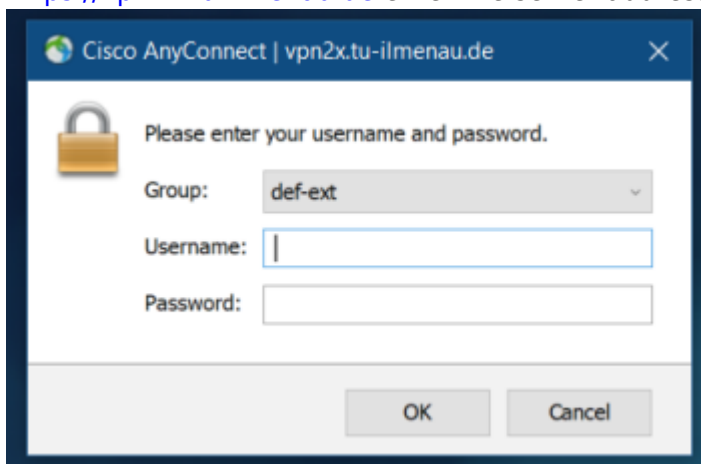 Cisco AnyConnect | vpn2x.tu-ilmenau.de
Please enter your username and password.
Group: def-ext
Username:
Password:
OK Cancel